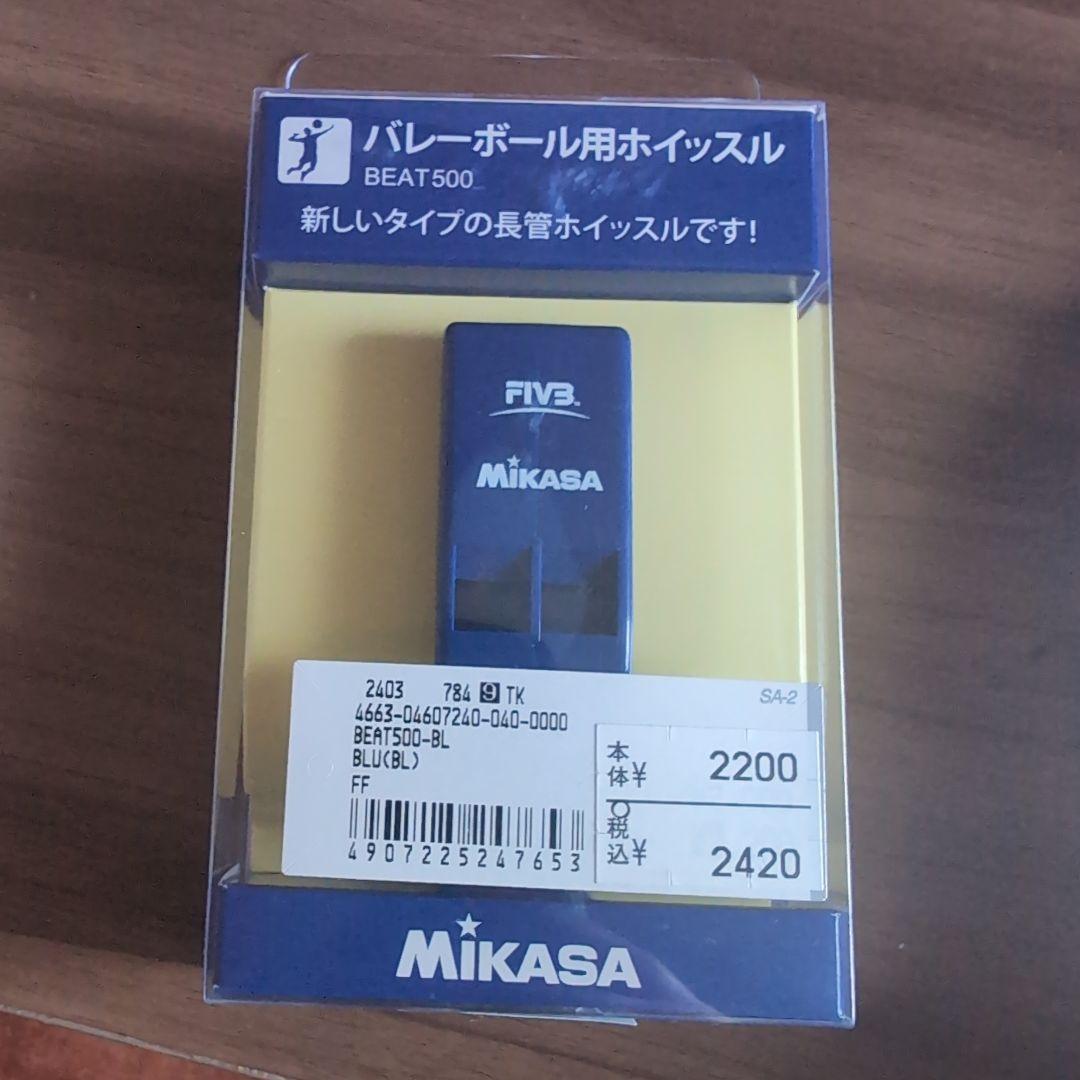 バレーボール用ホイッスル
BEAT500
新しいタイプの長管ホイッスルです!
FIVB
MIKASA
2403 784 9 TK
SA-2
4663-04607240-040-0000
BEAT500-BL
BLU(BL)
FF
本体¥ 2200
税込¥ 2420
4907225247653
MIKASA